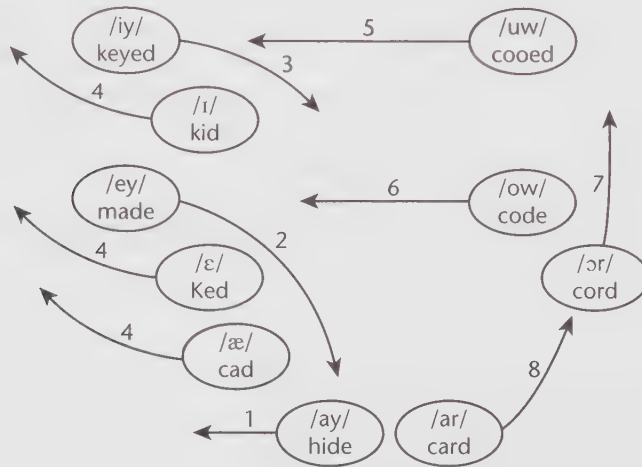 /iy/
keyed
5
/uw/
cooed
3
4
/ɪ/
kid
/ey/
made
6
/ow/
code
7
2
4
/ɛ/
Ked
/ɔr/
cord
4
/æ/
cad
8
1
/ay/
hide
/ar/
card